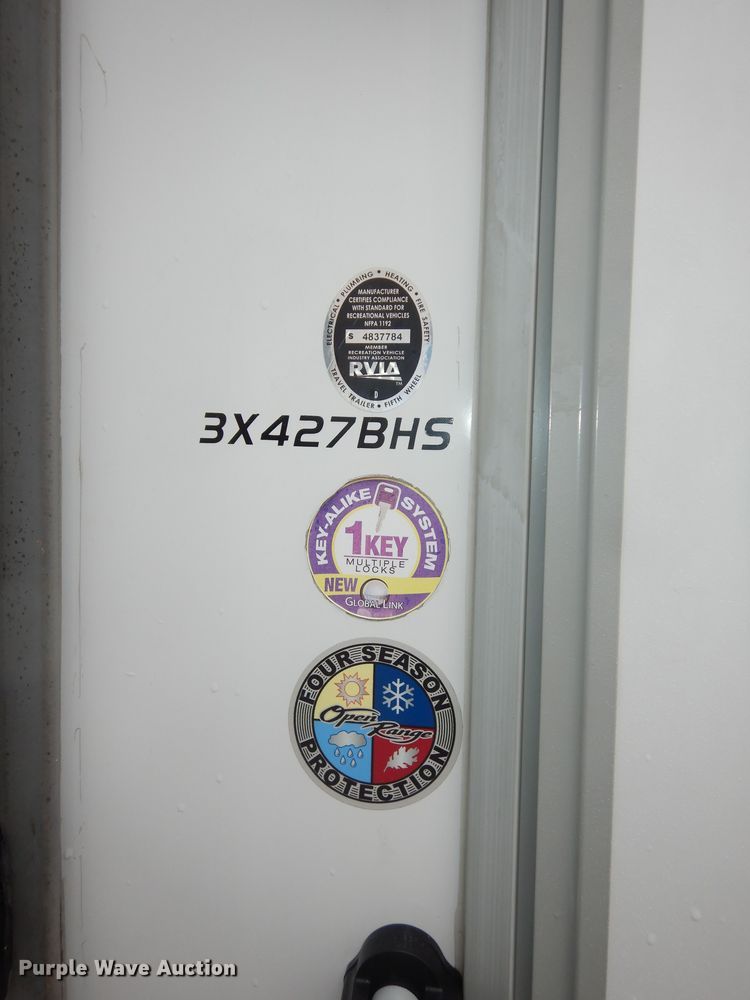 ELECTRICAL • PLUMBING • HEATING • FIRE SAFETY
MANUFACTURER
CERTIFIES COMPLIANCE
WITH STANDARD FOR
RECREATIONAL VEHICLES
NFPA 1192
S 4837784
MEMBER
RECREATION VEHICLE
INDUSTRY ASSOCIATION
RVIA
TM
D
TRAVEL TRAILER • FIFTH WHEEL
3X427BHS
KEY-ALIKE SYSTEM
1KEY
MULTIPLE
LOCKS
NEW
GLOBAL LINK
FOUR SEASON
Open Range
PROTECTION
Purple Wave Auction